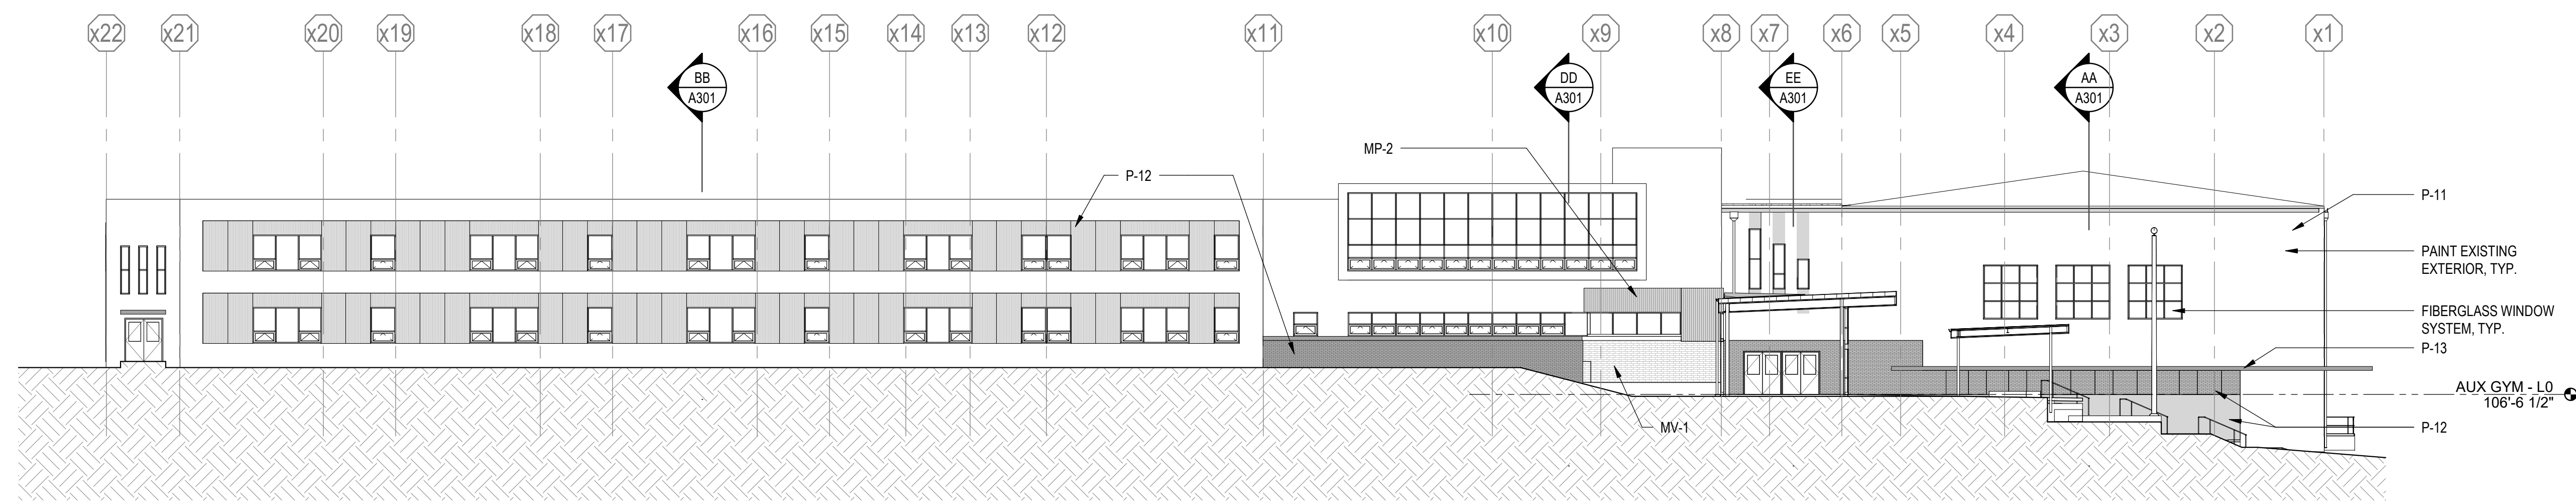 x22
x21
x20
x19
x18
x17
x16
x15
x14
x13
x12
x11
x10
x9
x8
x7
x6
x5
x4
x3
x2
x1
BB
A301
DD
A301
EE
A301
AA
A301
MP-2
P-12
P-11
PAINT EXISTING
EXTERIOR, TYP.
FIBERGLASS WINDOW
SYSTEM, TYP.
P-13
AUX GYM - L0
106'-6 1/2"
MV-1
P-12